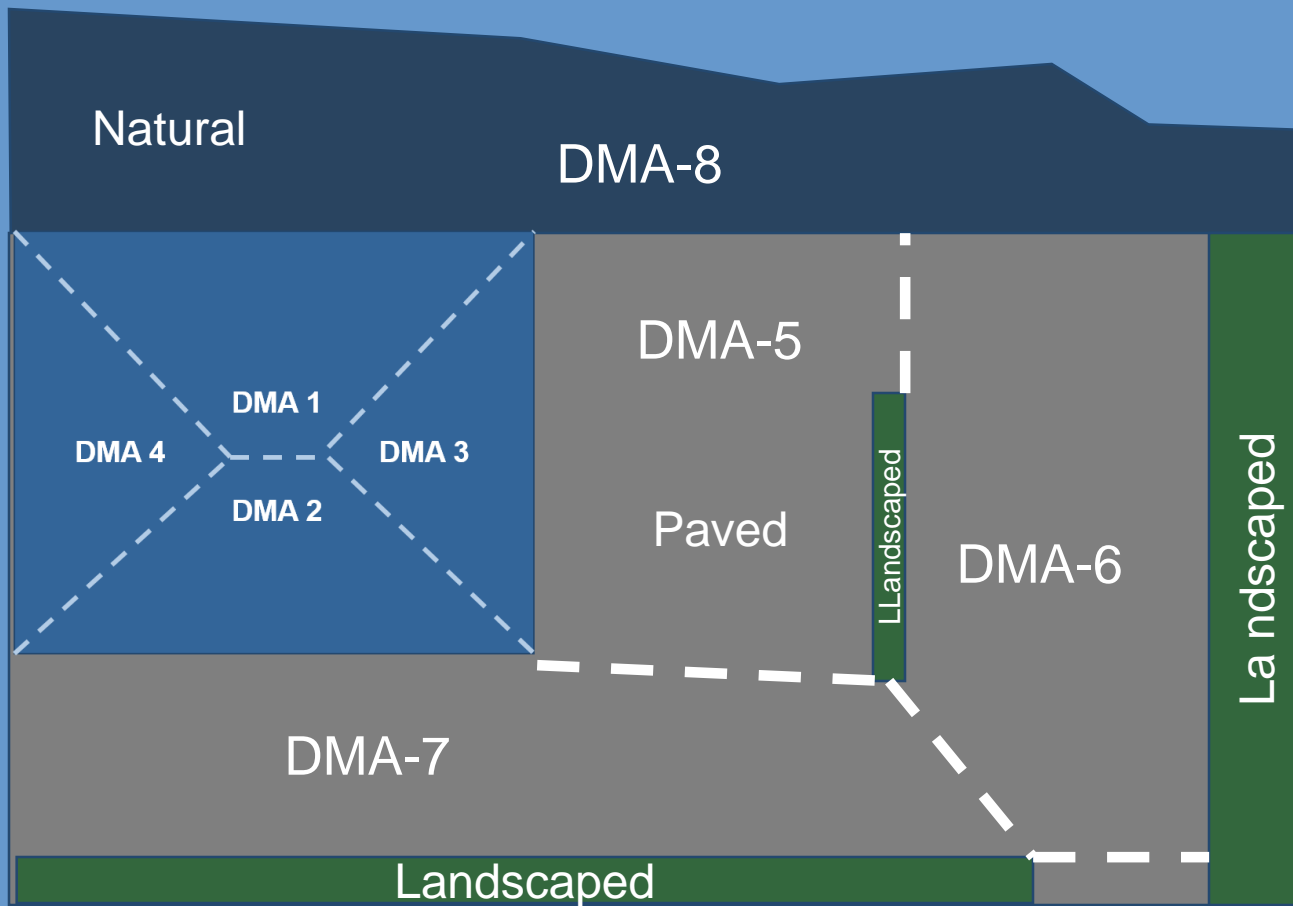 Natural
DMA-8
DMA-5
DMA 1
DMA 4
DMA 3
DMA 2
Paved
LLandscaped
DMA-6
La ndscaped
DMA-7
Landscaped